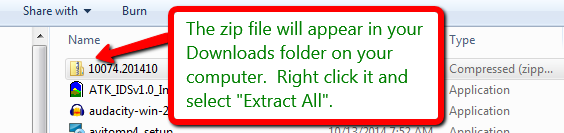 Share with Burn
Name Type
The zip file will appear in your
Downloads folder on your
computer. Right click it and
select "Extract All".
10074.201410 Compressed (zipp...
ATK_IDSv1.0_In Application
audacity-win-2 Application
avitomp4_setup 10/13/2014 7:52 AM Application